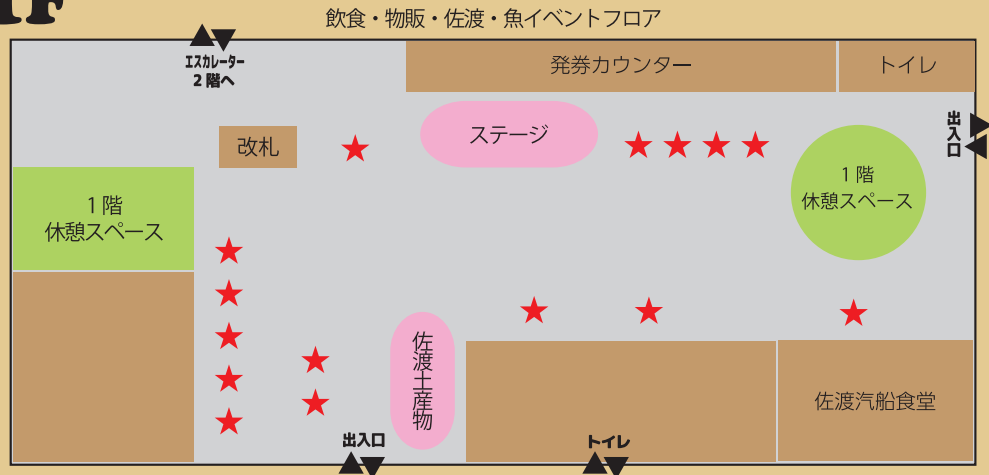 1F
飲食・物販・佐渡・魚イベントフロア
エスカレーター
2階へ
発券カウンター
トイレ
改札
ステージ
出入口
1階
休憩スペース
1階
休憩スペース
佐渡土産物
佐渡汽船食堂
出入口
トイレ